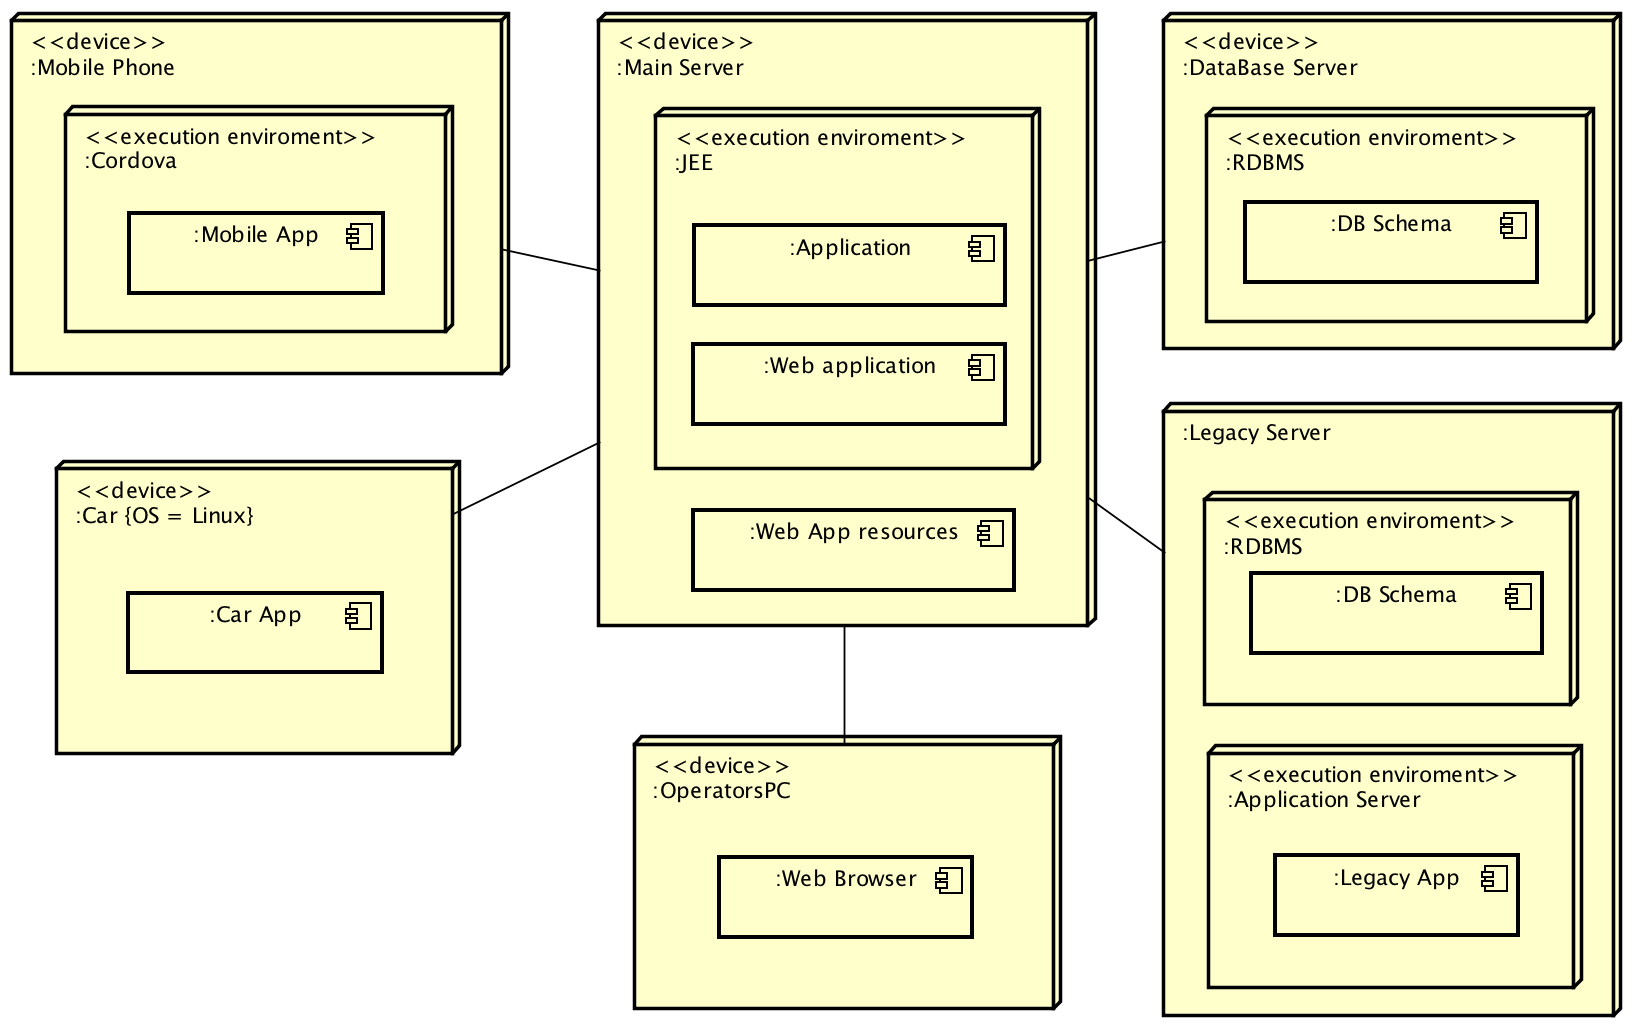 <<device>>
:Mobile Phone
<<execution enviroment>>
:Cordova
:Mobile App
<<device>>
:Car {OS = Linux}
:Car App
<<device>>
:Main Server
<<execution enviroment>>
:JEE
:Application
:Web application
:Web App resources
<<device>>
:OperatorsPC
:Web Browser
<<device>>
:DataBase Server
<<execution enviroment>>
:RDBMS
:DB Schema
:Legacy Server
<<execution enviroment>>
:RDBMS
:DB Schema
<<execution enviroment>>
:Application Server
:Legacy App